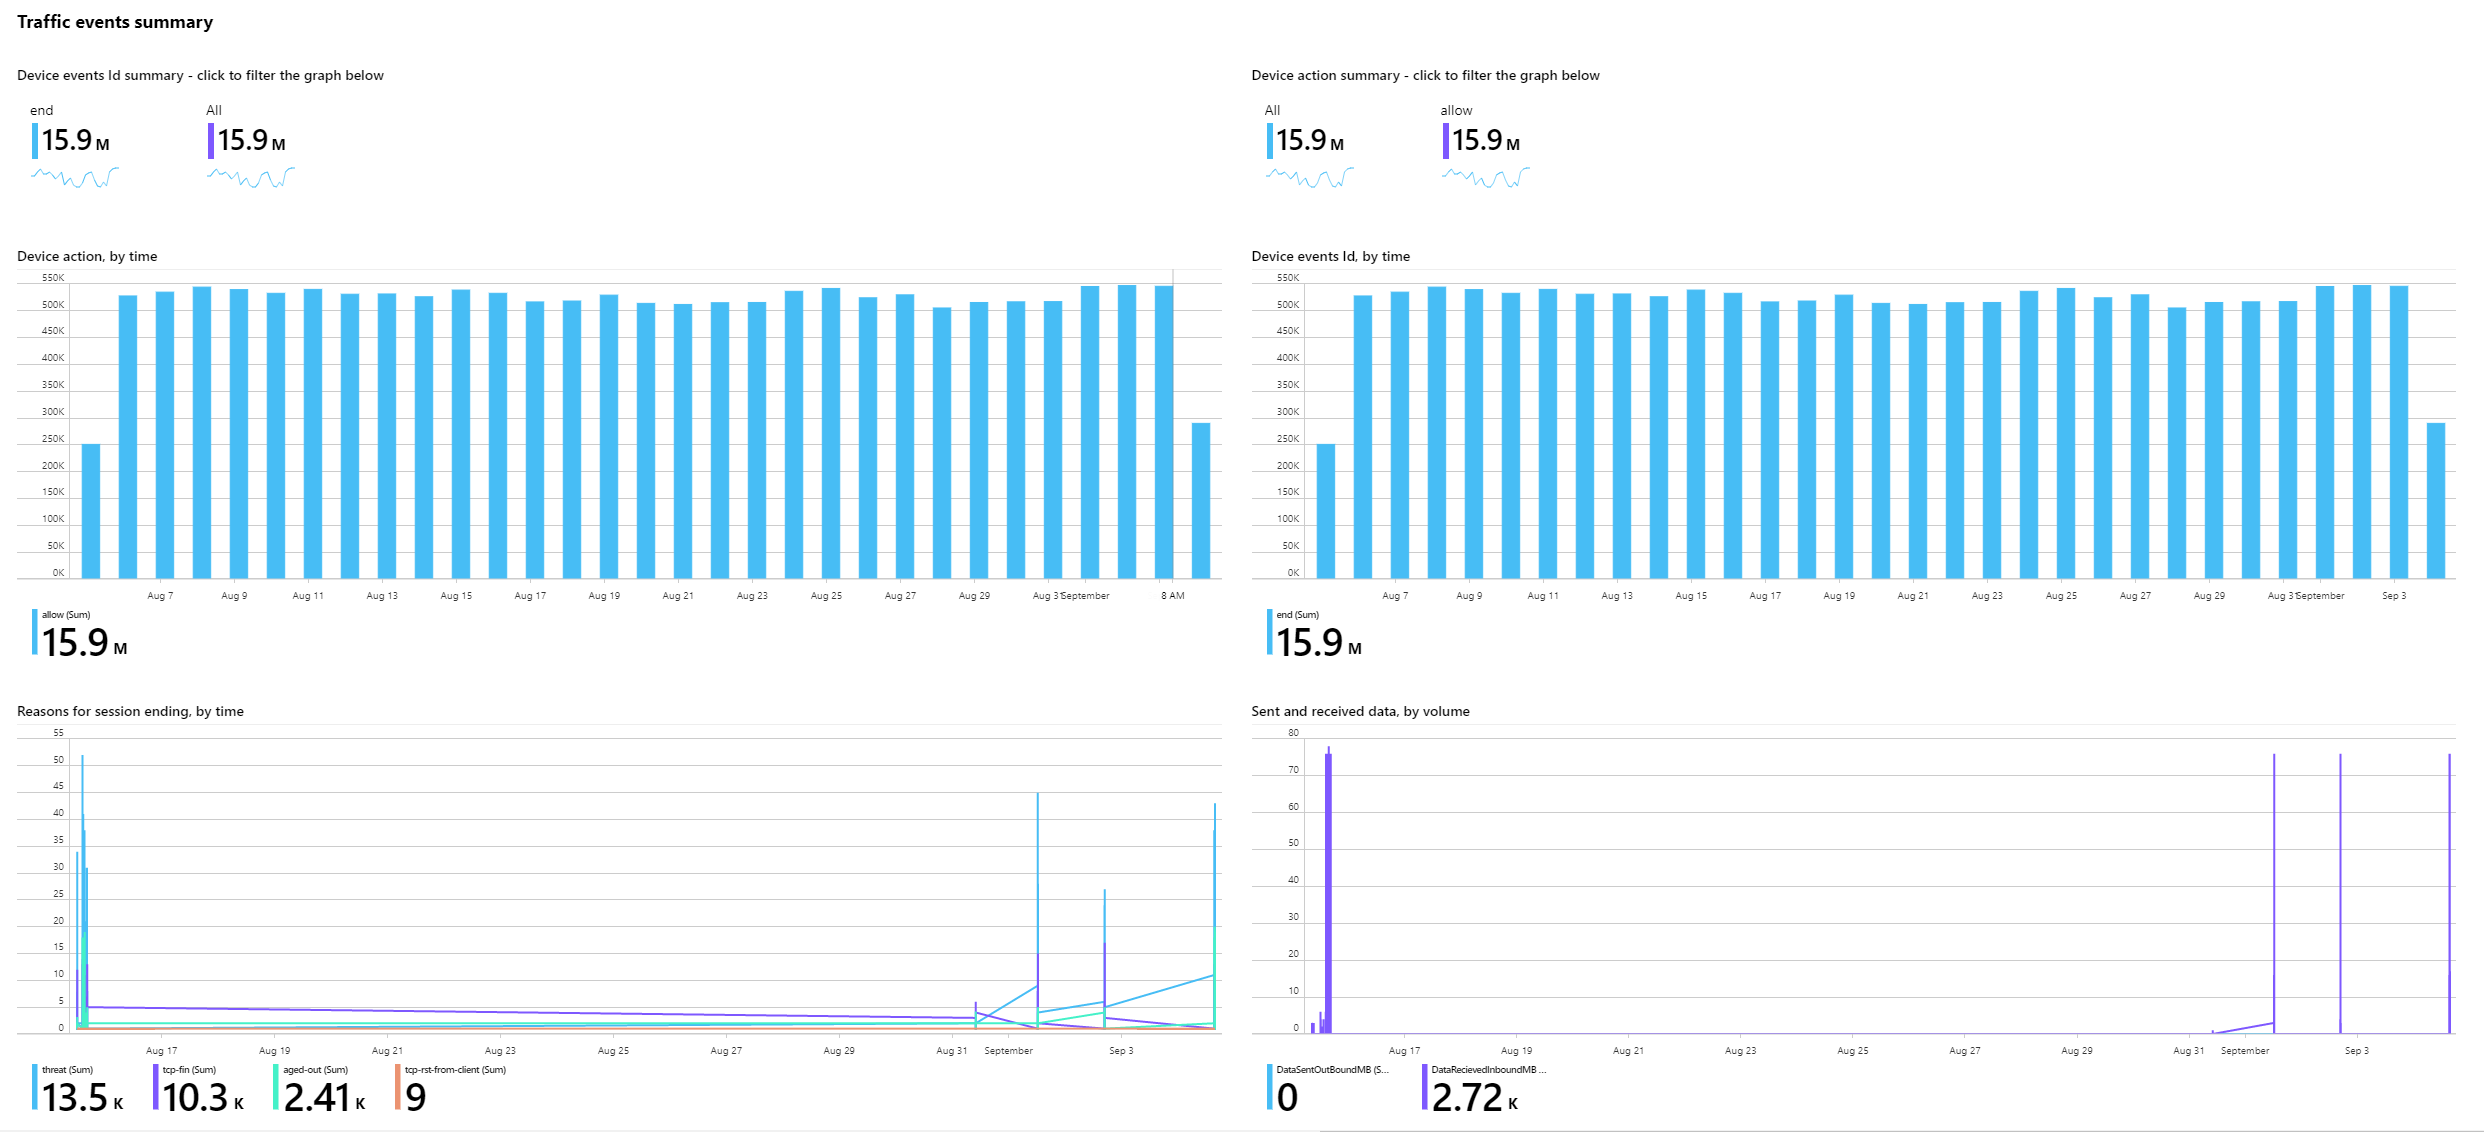 Traffic events summary
Device events Id summary - click to filter the graph below
end
15.9 M
All
15.9 M
Device action summary - click to filter the graph below
All
15.9 M
allow
15.9 M
Device action, by time
550K
500K
450K
400K
350K
300K
250K
200K
150K
100K
50K
0K
Aug 7 Aug 9 Aug 11 Aug 13 Aug 15 Aug 17 Aug 19 Aug 21 Aug 23 Aug 25 Aug 27 Aug 29 Aug 31 September 8 AM
allow (Sum)
15.9 M
Device events Id, by time
550K
500K
450K
400K
350K
300K
250K
200K
150K
100K
50K
0K
Aug 7 Aug 9 Aug 11 Aug 13 Aug 15 Aug 17 Aug 19 Aug 21 Aug 23 Aug 25 Aug 27 Aug 29 Aug 31 September Sep 3
end (Sum)
15.9 M
Reasons for session ending, by time
55
50
45
40
35
30
25
20
15
10
5
0
Aug 17 Aug 19 Aug 21 Aug 23 Aug 25 Aug 27 Aug 29 Aug 31 September Sep 3
threat (Sum)
13.5 K
tcp-fin (Sum)
10.3 K
aged-out (Sum)
2.41 K
tcp-rst-from-client (Sum)
9
Sent and received data, by volume
80
70
60
50
40
30
20
10
0
Aug 17 Aug 19 Aug 21 Aug 23 Aug 25 Aug 27 Aug 29 Aug 31 September Sep 3
DataSentOutBoundMB (S...
0
DataRecievedInboundMB ...
2.72 K